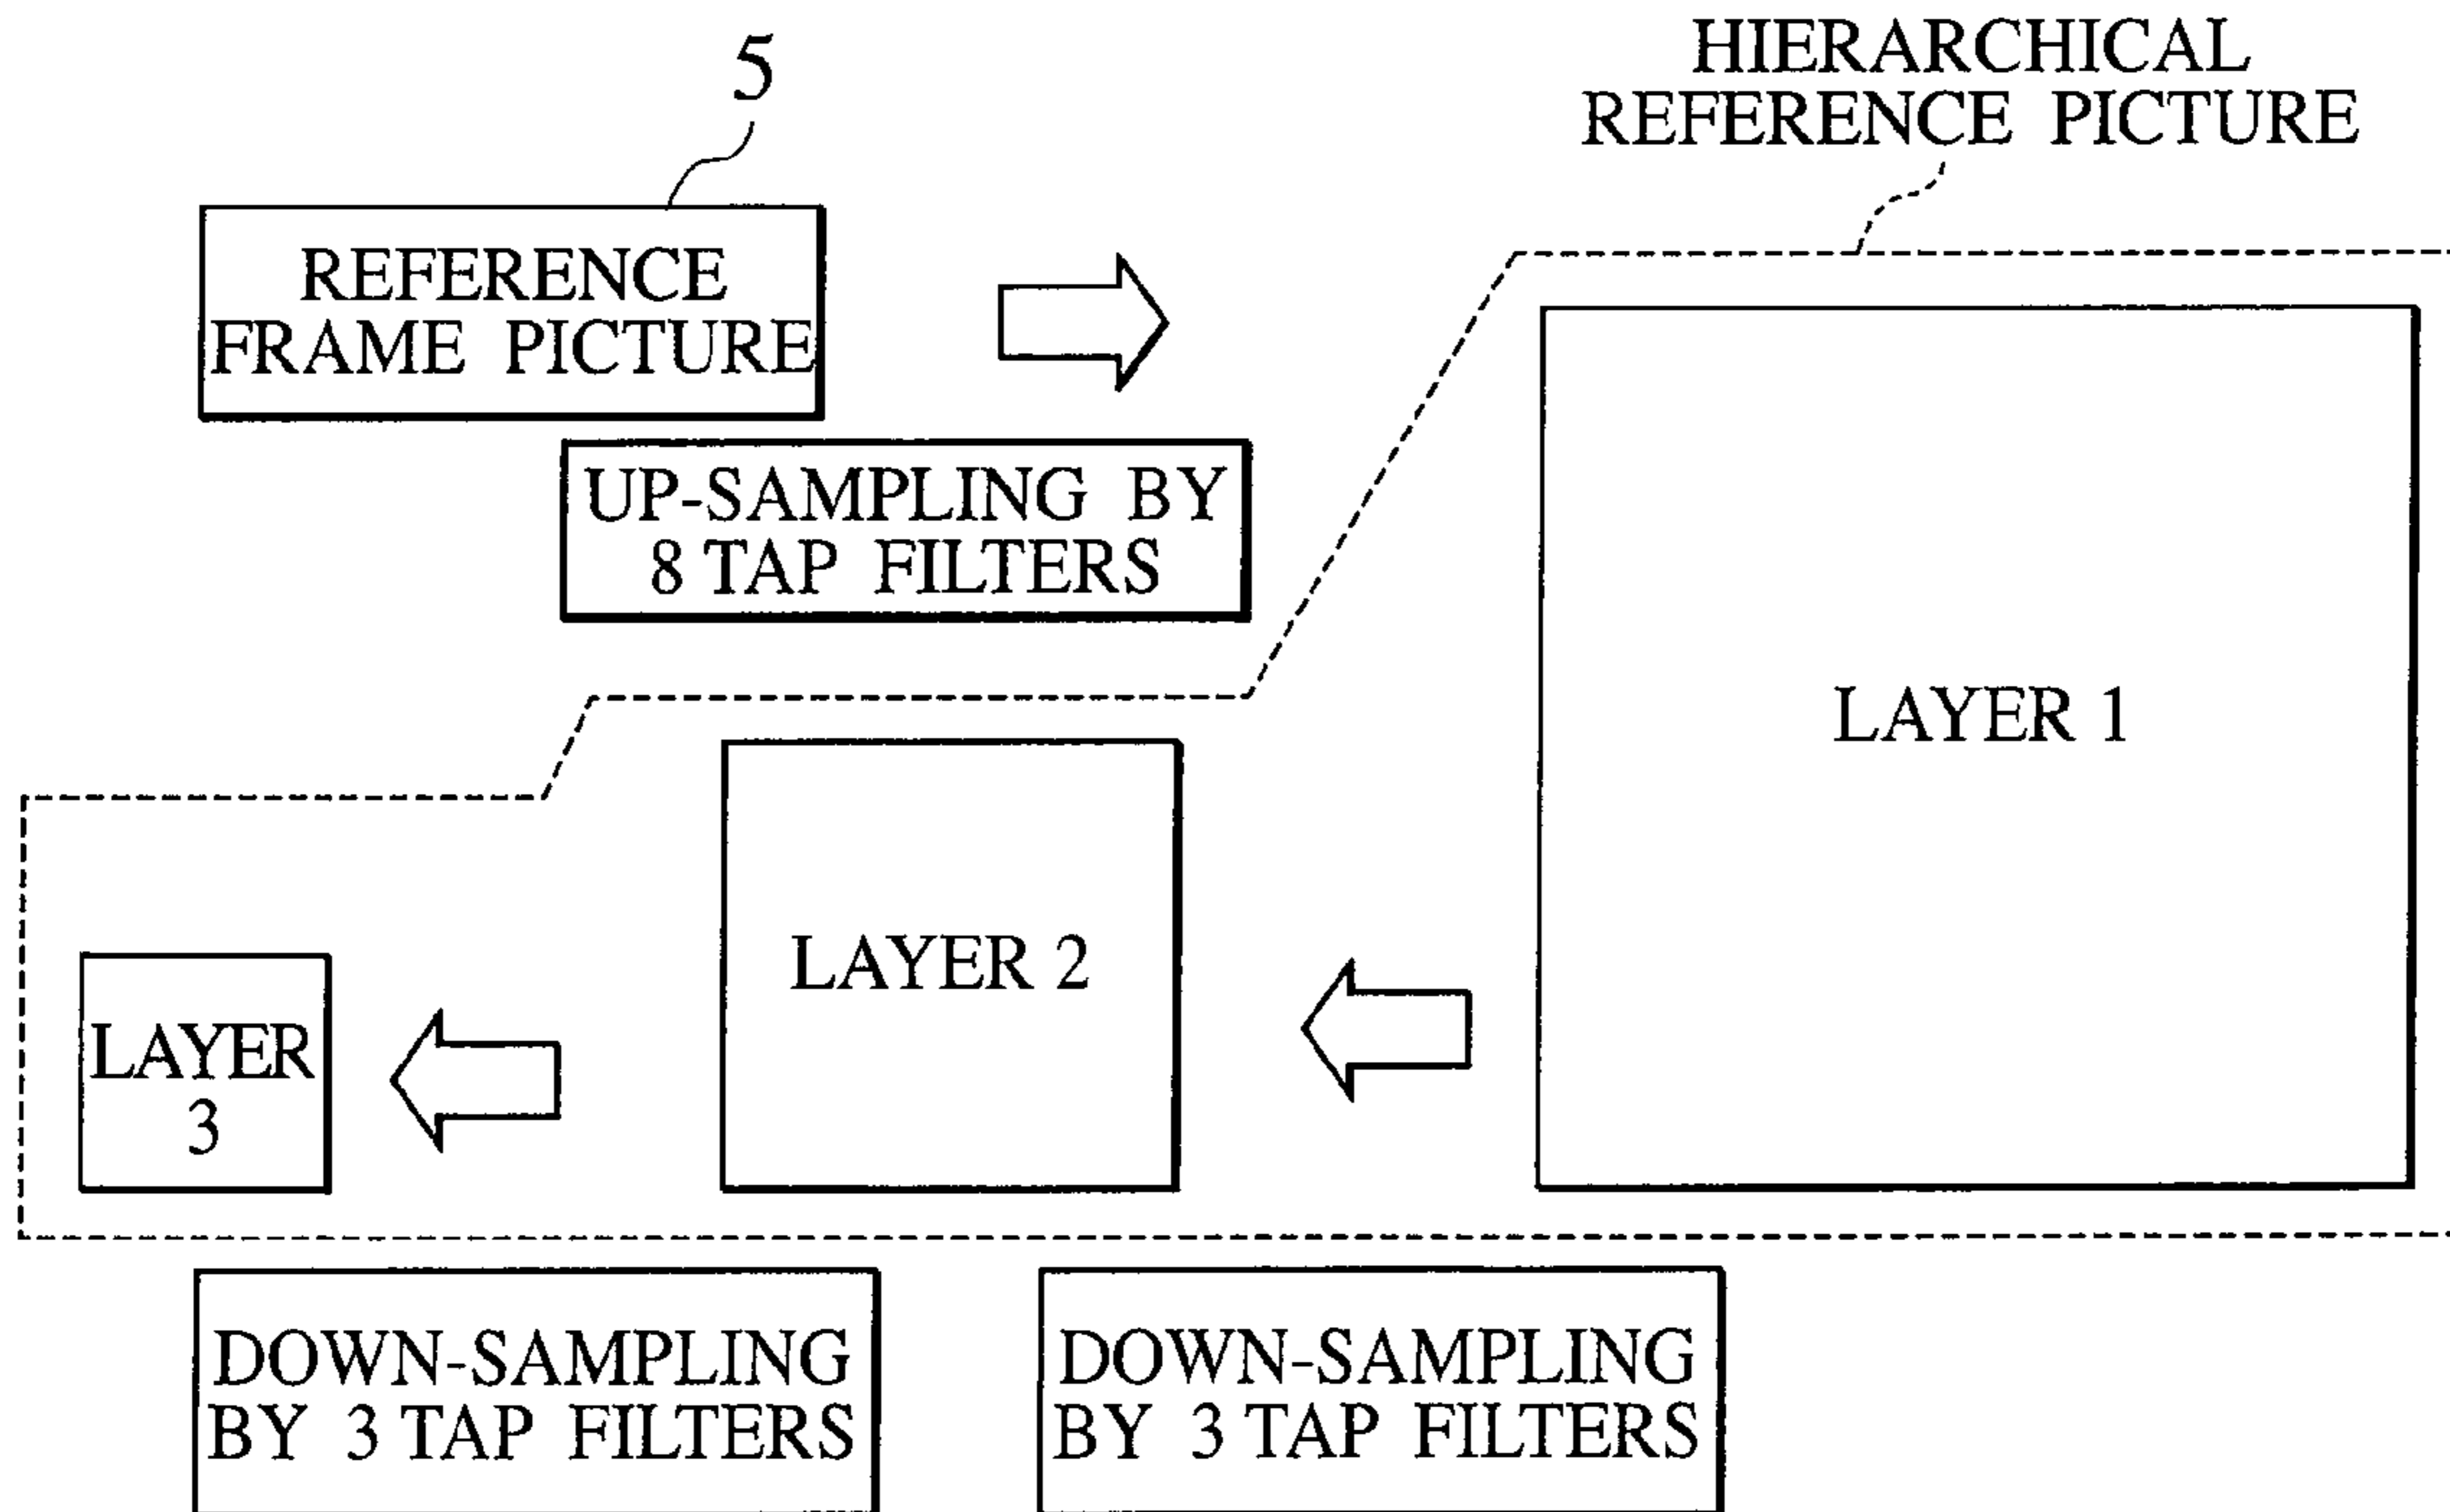 5
HIERARCHICAL
REFERENCE PICTURE
REFERENCE
FRAME PICTURE
UP-SAMPLING BY
8 TAP FILTERS
LAYER 1
LAYER 2
LAYER
3
DOWN-SAMPLING
BY 3 TAP FILTERS
DOWN-SAMPLING
BY 3 TAP FILTERS